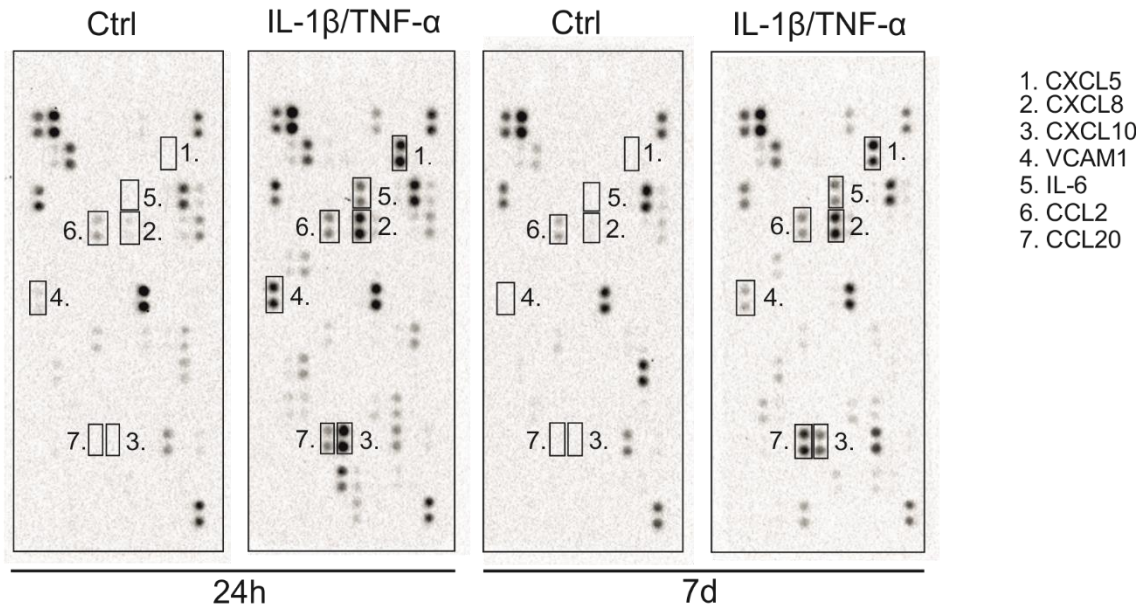 Ctrl IL-1β/TNF-α Ctrl IL-1β/TNF-α
1. 1. 1. 1.
5. 5. 5. 5.
6. 2. 6. 2. 6. 2. 6. 2.
4. 4. 4. 4.
7. 3. 7. 3. 7. 3. 7. 3.
24h 7d
1. CXCL5
2. CXCL8
3. CXCL10
4. VCAM1
5. IL-6
6. CCL2
7. CCL20